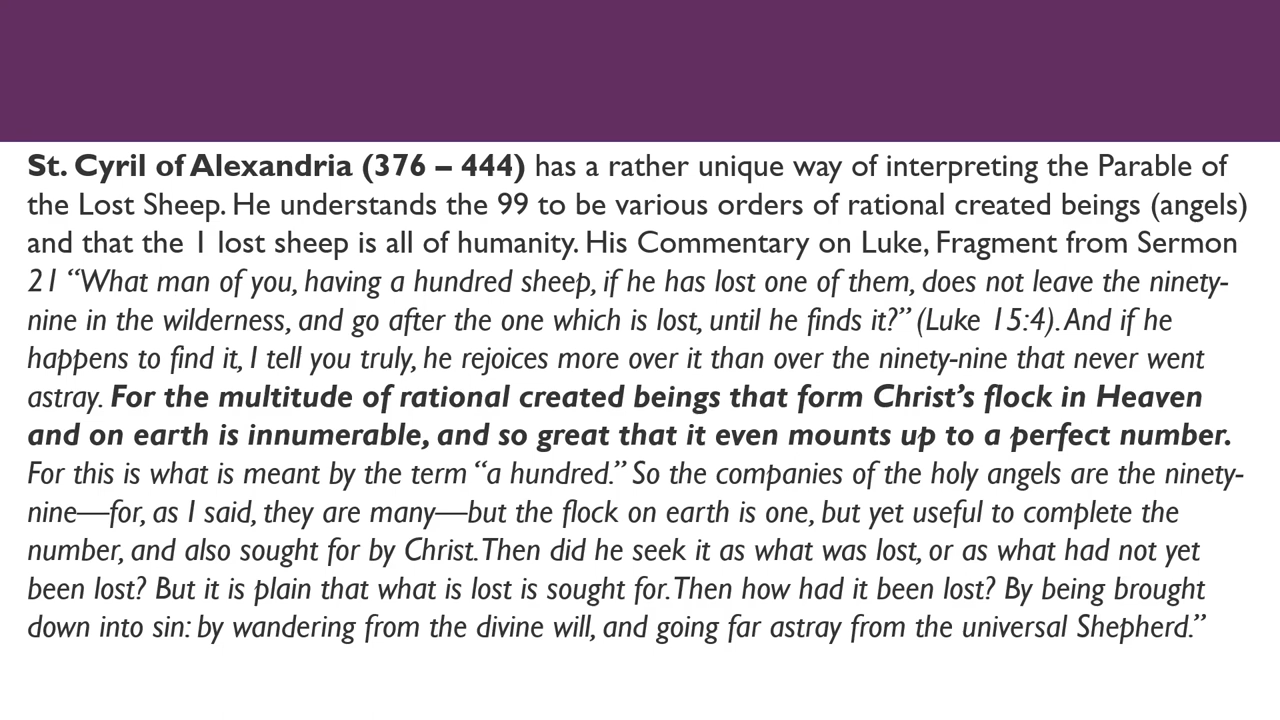 St. Cyril of Alexandria (376 – 444) has a rather unique way of interpreting the Parable of
the Lost Sheep. He understands the 99 to be various orders of rational created beings (angels)
and that the 1 lost sheep is all of humanity. His Commentary on Luke, Fragment from Sermon
21 “What man of you, having a hundred sheep, if he has lost one of them, does not leave the ninety-
nine in the wilderness, and go after the one which is lost, until he finds it?” (Luke 15:4). And if he
happens to find it, I tell you truly, he rejoices more over it than over the ninety-nine that never went
astray. For the multitude of rational created beings that form Christ’s flock in Heaven
and on earth is innumerable, and so great that it even mounts up to a perfect number.
For this is what is meant by the term “a hundred.” So the companies of the holy angels are the ninety-
nine—for, as I said, they are many—but the flock on earth is one, but yet useful to complete the
number, and also sought for by Christ. Then did he seek it as what was lost, or as what had not yet
been lost? But it is plain that what is lost is sought for. Then how had it been lost? By being brought
down into sin: by wandering from the divine will, and going far astray from the universal Shepherd.”